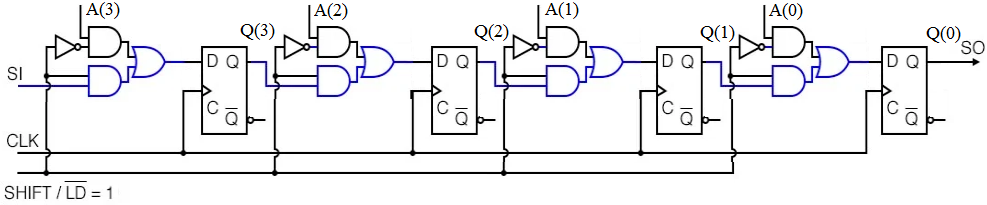 A(3) A(2) A(1) A(0)
Q(3) Q(2) Q(1) Q(0)
SO
D Q D Q D Q D Q
SI
C C C C
Q̅ Q̅ Q̅ Q̅
CLK
SHIFT / L̅D̅ = 1